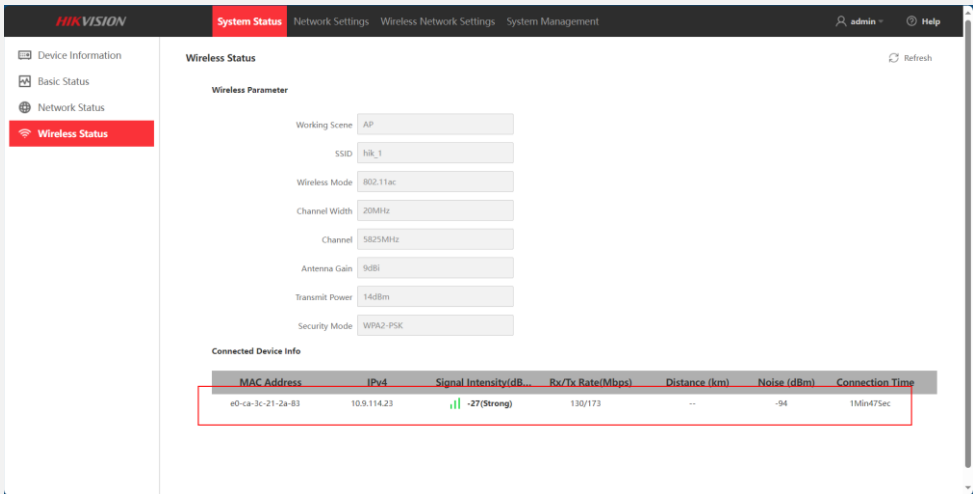 HIKVISION System Status Network Settings Wireless Network Settings System Management admin Help
Device Information
Basic Status
Network Status
Wireless Status
Wireless Status Refresh
Wireless Parameter
Working Scene AP
SSID hik_1
Wireless Mode 802.11ac
Channel Width 20MHz
Channel 5825MHz
Antenna Gain 9dBi
Transmit Power 14dBm
Security Mode WPA2-PSK
Connected Device Info
MAC Address IPv4 Signal Intensity(dB... Rx/Tx Rate(Mbps) Distance (km) Noise (dBm) Connection Time
e0-ca-3c-21-2a-83 10.9.114.23 -27(Strong) 130/173 -- -94 1Min47Sec